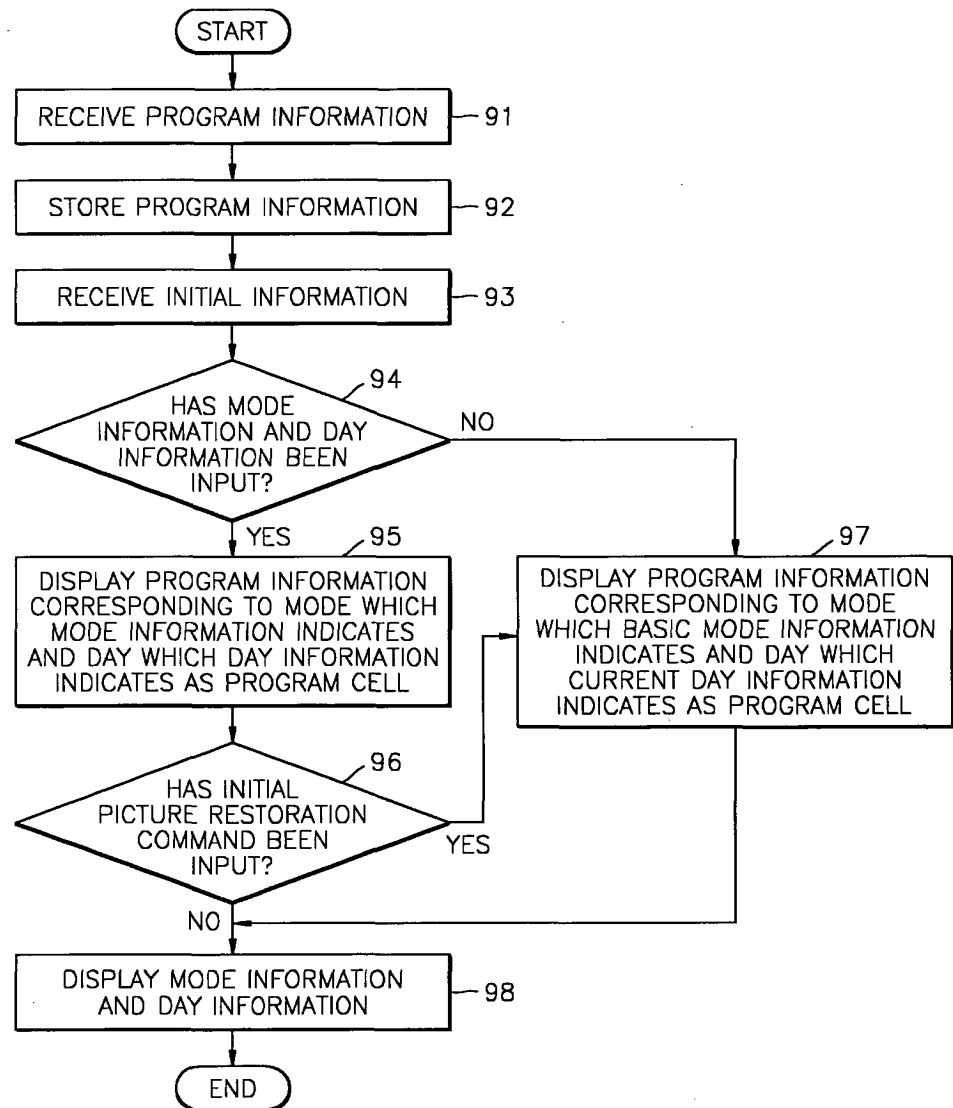 START
RECEIVE PROGRAM INFORMATION
91
STORE PROGRAM INFORMATION
92
RECEIVE INITIAL INFORMATION
93
94
HAS MODE
INFORMATION AND DAY
INFORMATION BEEN
INPUT?
NO
YES
95
DISPLAY PROGRAM INFORMATION
CORRESPONDING TO MODE WHICH
MODE INFORMATION INDICATES
AND DAY WHICH DAY INFORMATION
INDICATES AS PROGRAM CELL
97
DISPLAY PROGRAM INFORMATION
CORRESPONDING TO MODE
WHICH BASIC MODE INFORMATION
INDICATES AND DAY WHICH
CURRENT DAY INFORMATION
INDICATES AS PROGRAM CELL
96
HAS INITIAL
PICTURE RESTORATION
COMMAND BEEN
INPUT?
YES
NO
DISPLAY MODE INFORMATION
AND DAY INFORMATION
98
END